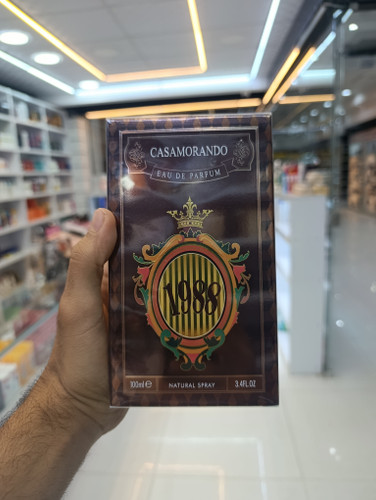 CASAMORANDO
EAU DE PARFUM
1988
100ml℮ NATURAL SPRAY 3.4FL.OZ